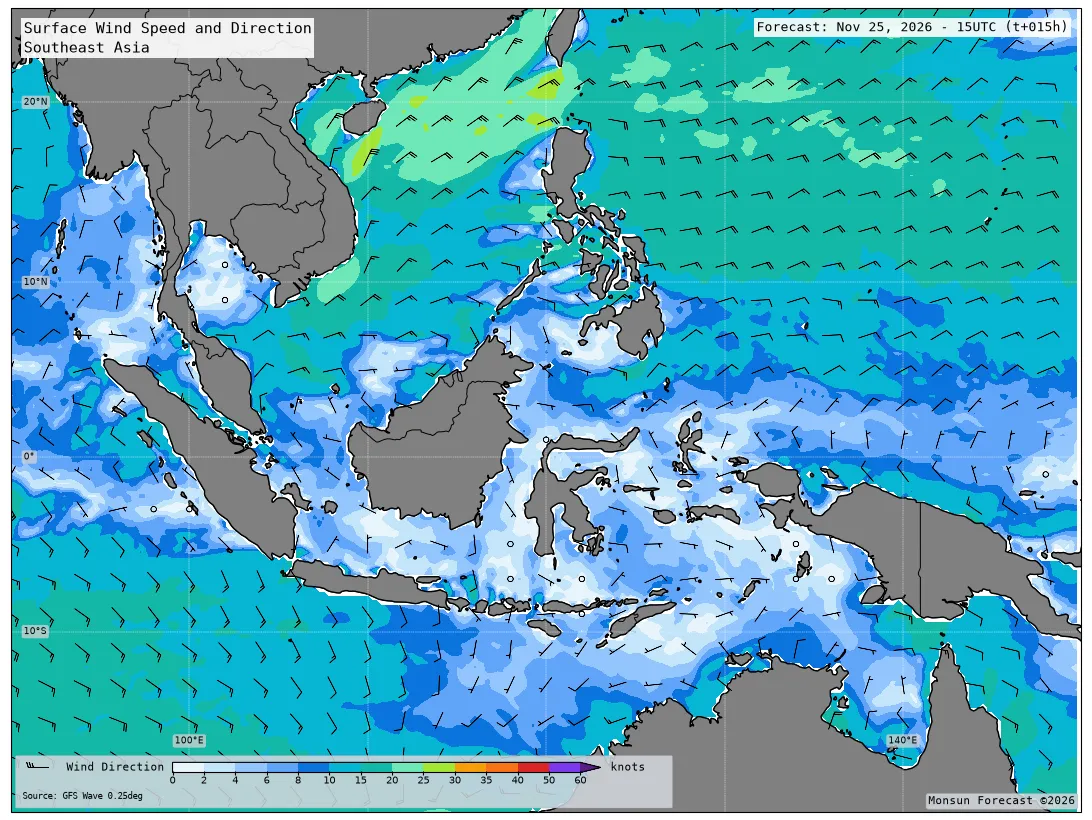 Surface Wind Speed and Direction
Southeast Asia
Forecast: Nov 25, 2026 - 15UTC (t+015h)
20°N
10°N
0°
10°S
100°E
140°E
Wind Direction
0 2 4 6 8 10 15 20 25 30 35 40 50 60
knots
Source: GFS Wave 0.25deg
Monsun Forecast ©2026